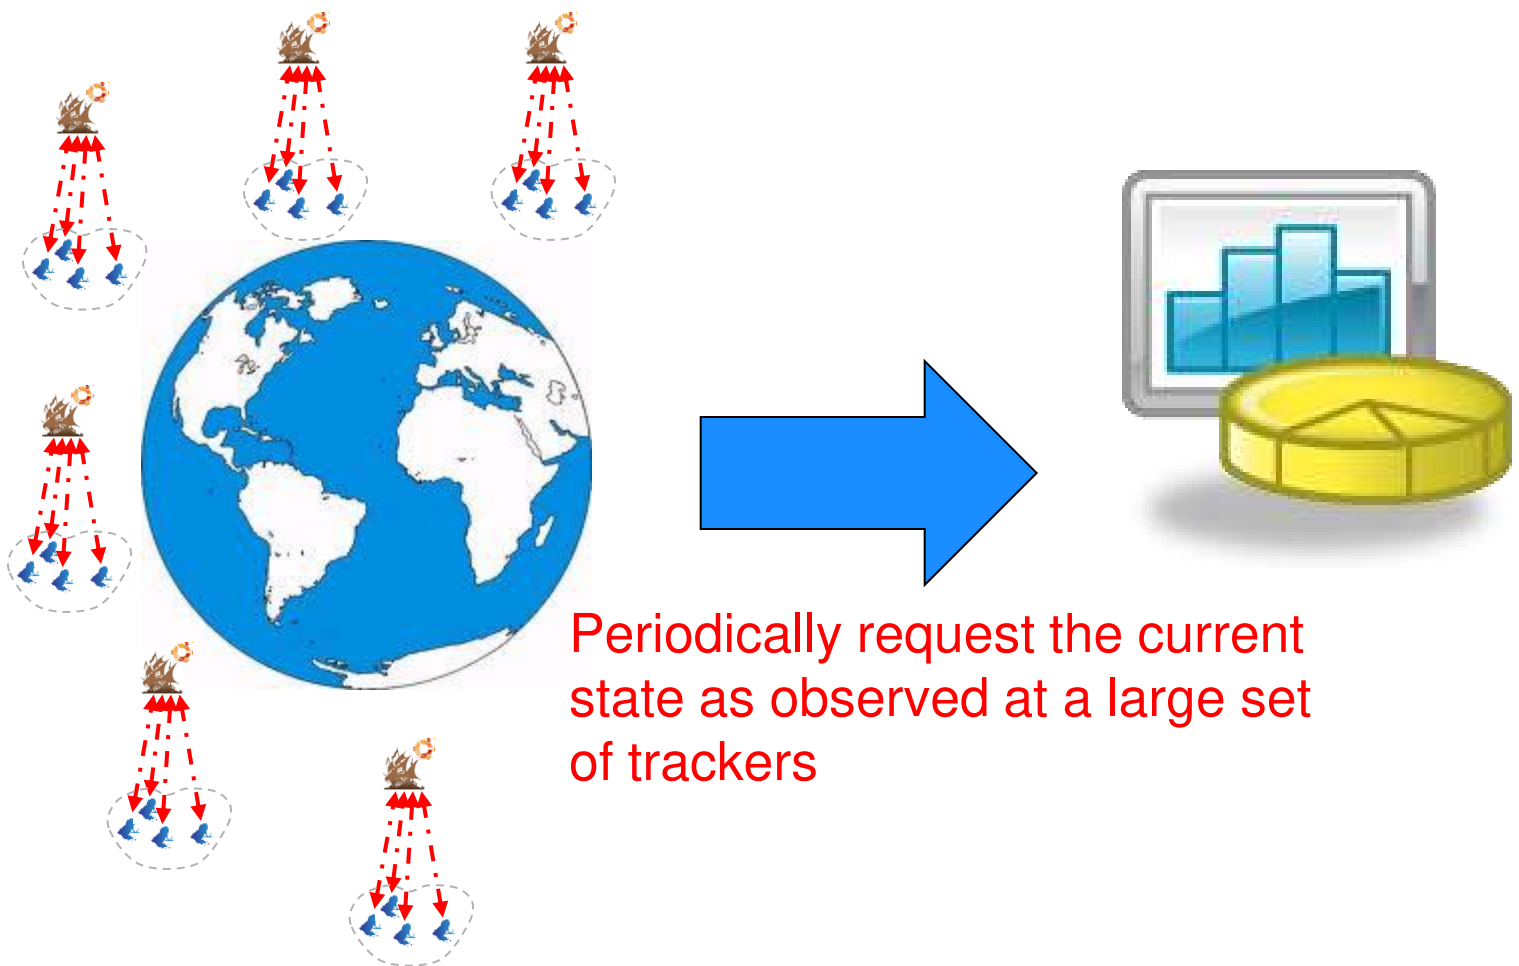 Periodically request the current
state as observed at a large set
of trackers